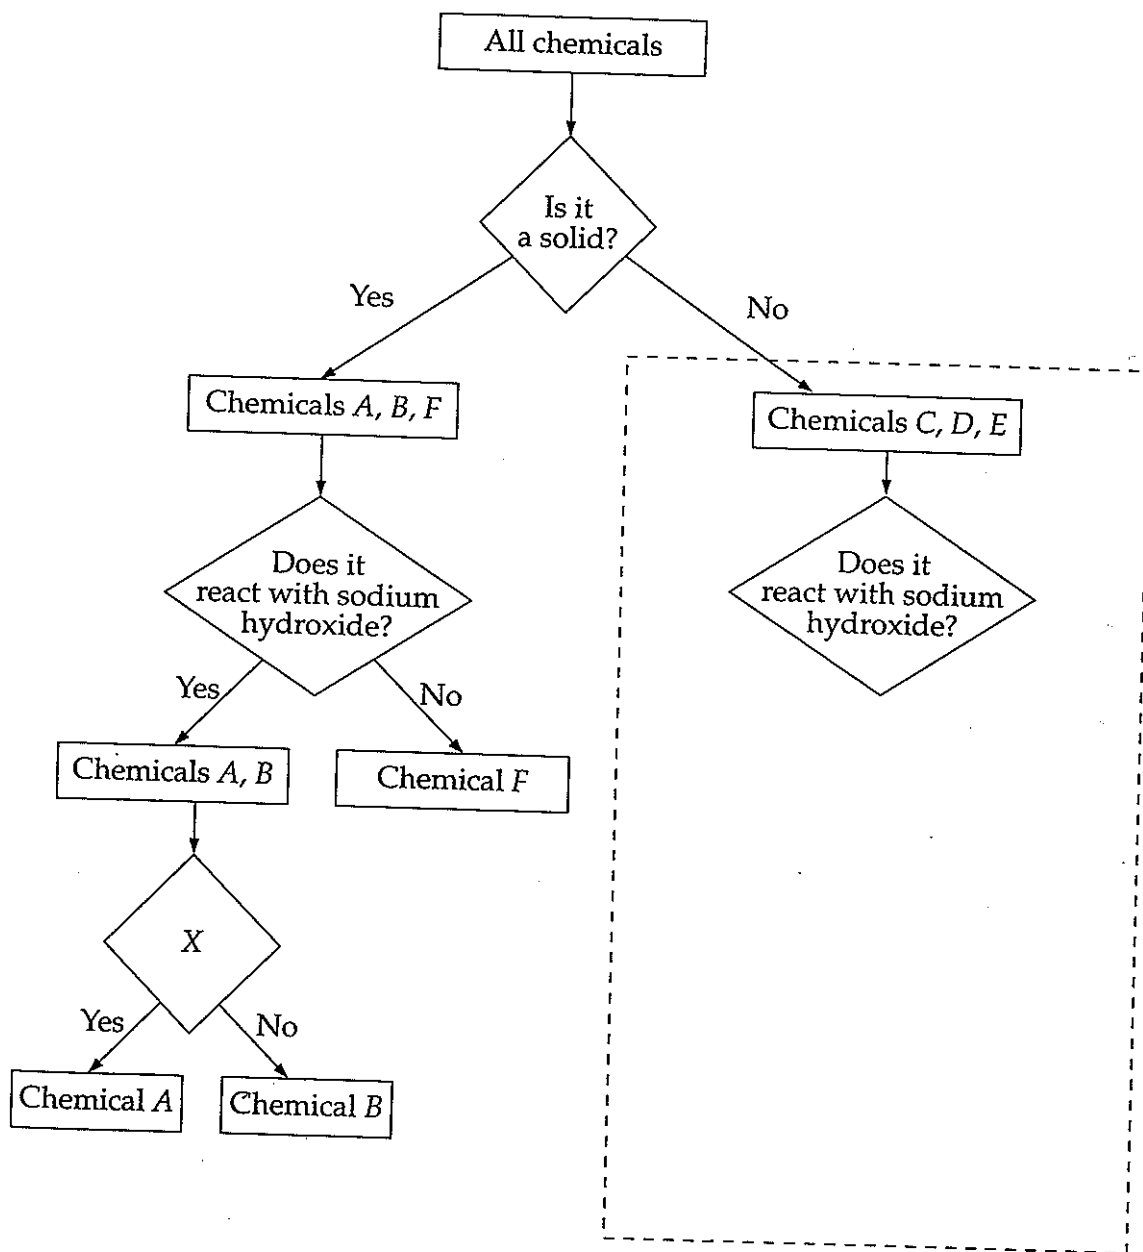 All chemicals
Is it
a solid?
Yes
No
Chemicals A, B, F
Chemicals C, D, E
Does it
react with sodium
hydroxide?
Does it
react with sodium
hydroxide?
Yes
No
Chemicals A, B
Chemical F
X
Yes
No
Chemical A
Chemical B